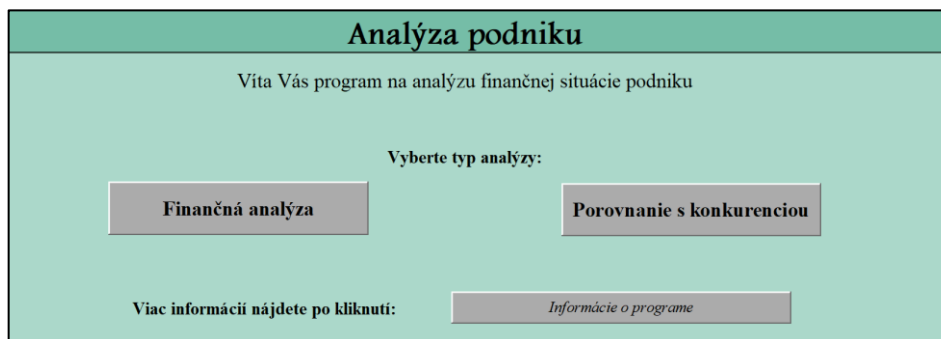 Analýza podniku
Víta Vás program na analýzu finančnej situácie podniku
Vyberte typ analýzy:
Finančná analýza
Porovnanie s konkurenciou
Viac informácií nájdete po kliknutí:
Informácie o programe